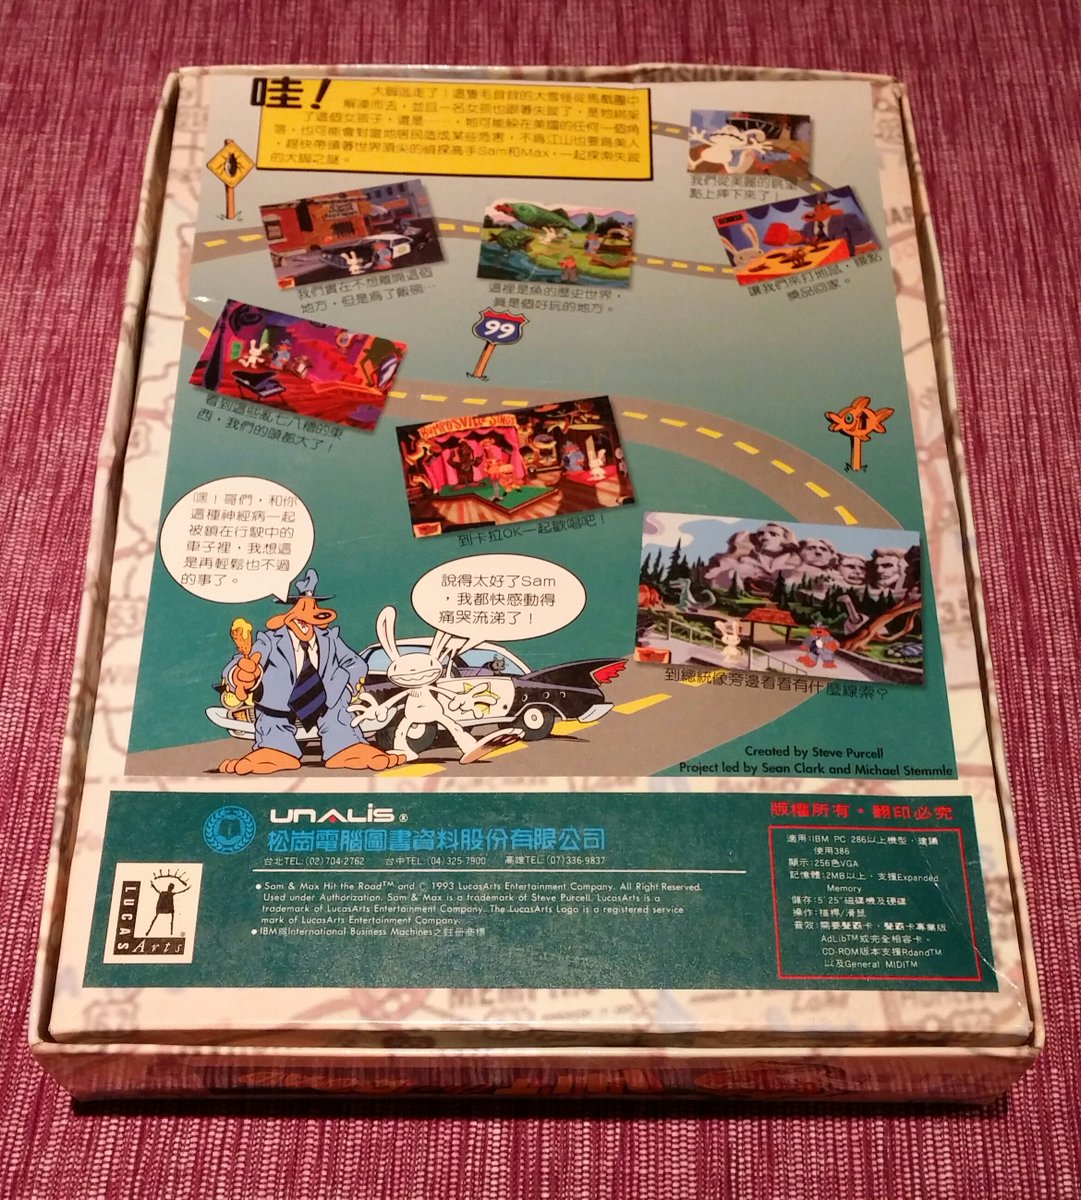 哇!
大腳逃走了！這隻毛茸茸的大雪怪從馬戲團中
解凍而去，並且一名女孩也跟著失蹤了，是他綁架
了這個女孩子，還是……，她可能躲在美國的任何一個角
落，也可能會對當地居民造成某些危害，不為江山也要為美人
，趕快帶領著世界頂尖的偵探高手Sam和Max，一起探索失蹤
的大腳之謎。
我們從美麗的眺望
點上摔下來了！
我們實在不想離開這個
地方，但是為了飯碗…
這裡是魚的歷史世界，
真是個好玩的地方。
讓我們來打地鼠，賺點
獎品回家。
99
看到這些亂七八糟的東
西，我們的頭都大了！
到卡拉OK一起歡唱吧！
嘿！哥們，和你
這種神經病一起
被鎖在行駛中的
車子裡，我想這
是再輕鬆也不過
的事了。
說得太好了Sam
，我都快感動得
痛哭流涕了！
到總統像旁邊看看有什麼線索？
Created by Steve Purcell
Project led by Sean Clark and Michael Stemmle
UNALIS®
松崗電腦圖書資料股份有限公司
台北TEL:(02)704-2762 台中TEL:(04)325-7900 高雄TEL:(07)336-9837
• Sam & Max Hit the Road™ and © 1993 LucasArts Entertainment Company. All Right Reserved.
Used under Authorization. Sam & Max is a trademark of Steve Purcell. LucasArts is a
trademark of LucasArts Entertainment Company. The LucasArts Logo is a registered service
mark of LucasArts Entertainment Company.
• IBM為International Business Machines之註冊商標
LUCAS
Arts
®
版權所有・翻印必究
適用:IBM PC 286以上機型，建議
使用386
顯示:256色VGA
記憶體:2MB以上，支援Expanded
Memory
儲存:5.25"磁碟機及硬碟
操作:搖桿/滑鼠
音效:需要聲霸卡，聲霸卡專業版
AdLib™或完全相容卡。
CD-ROM版本支援Rdand™
以及General MIDI™